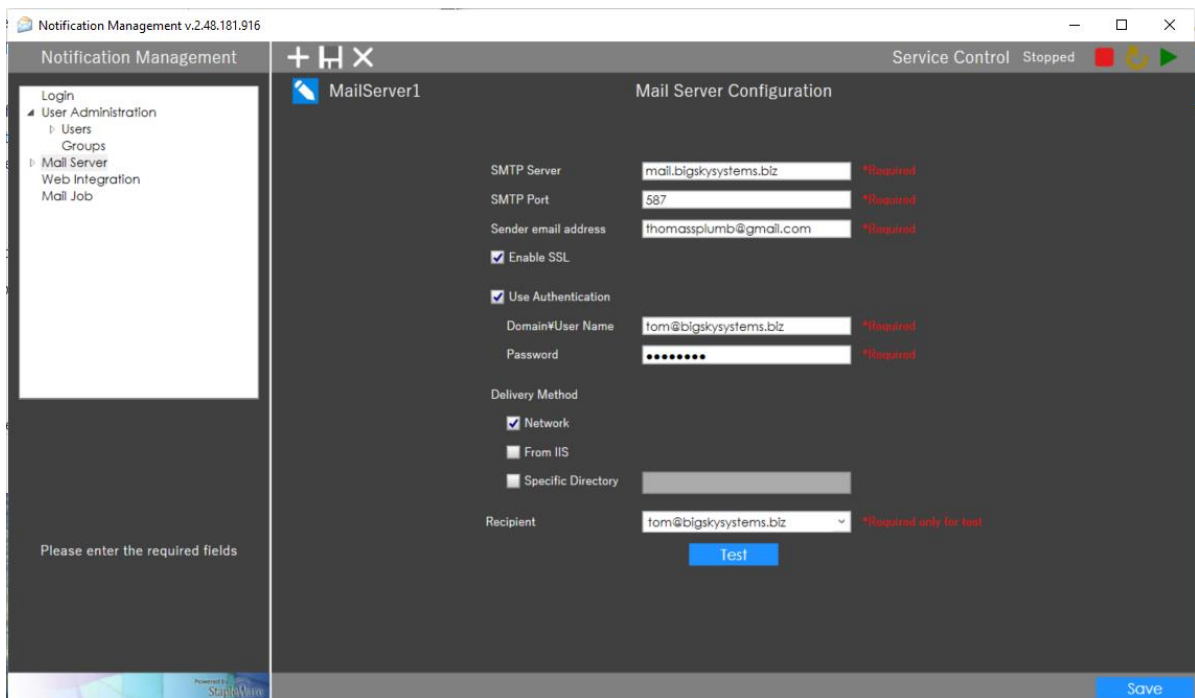 Notification Management v.2.48.181.916
Notification Management
Service Control Stopped
Login
User Administration
Users
Groups
Mail Server
Web Integration
Mail Job
MailServer1
Mail Server Configuration
SMTP Server mail.bigskysystems.biz *Required
SMTP Port 587 *Required
Sender email address thomassplumb@gmail.com *Required
Enable SSL
Use Authentication
Domain¥User Name tom@bigskysystems.biz *Required
Password *Required
Delivery Method
Network
From IIS
Specific Directory
Recipient tom@bigskysystems.biz *Required only for test
Test
Please enter the required fields
Powered by
Save